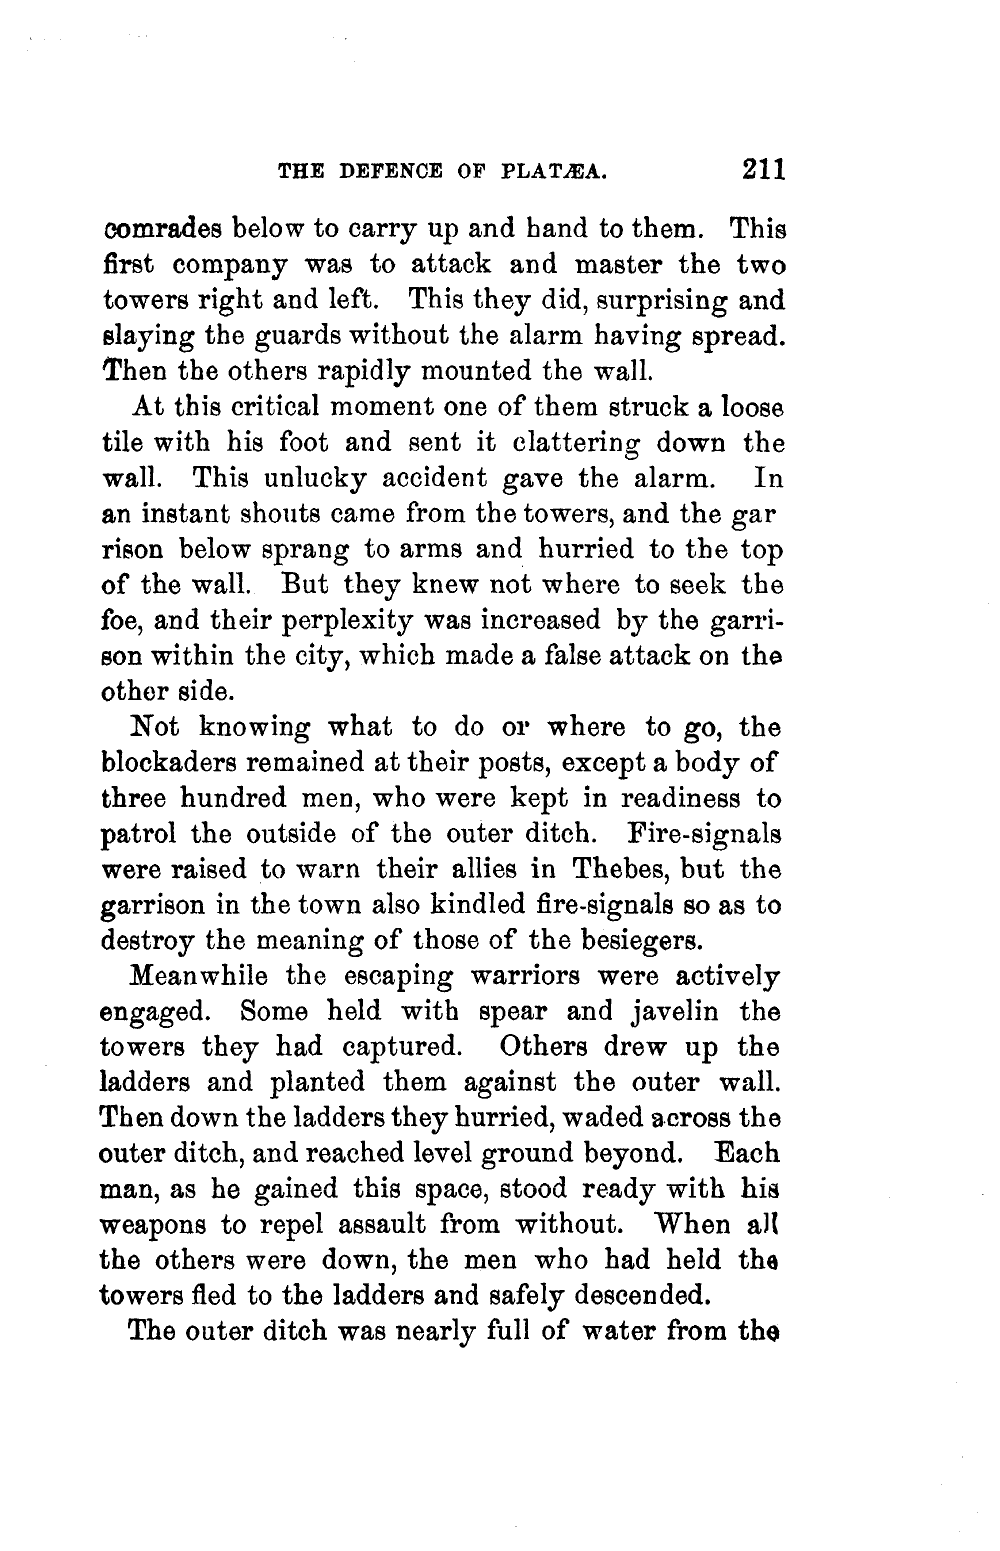 THE DEFENCE OF PLATÆA. 211
comrades below to carry up and hand to them. This
first company was to attack and master the two
towers right and left. This they did, surprising and
slaying the guards without the alarm having spread.
Then the others rapidly mounted the wall.
At this critical moment one of them struck a loose
tile with his foot and sent it clattering down the
wall. This unlucky accident gave the alarm. In
an instant shouts came from the towers, and the gar
rison below sprang to arms and hurried to the top
of the wall. But they knew not where to seek the
foe, and their perplexity was increased by the garri-
son within the city, which made a false attack on the
other side.
Not knowing what to do or where to go, the
blockaders remained at their posts, except a body of
three hundred men, who were kept in readiness to
patrol the outside of the outer ditch. Fire-signals
were raised to warn their allies in Thebes, but the
garrison in the town also kindled fire-signals so as to
destroy the meaning of those of the besiegers.
Meanwhile the escaping warriors were actively
engaged. Some held with spear and javelin the
towers they had captured. Others drew up the
ladders and planted them against the outer wall.
Then down the ladders they hurried, waded across the
outer ditch, and reached level ground beyond. Each
man, as he gained this space, stood ready with his
weapons to repel assault from without. When all
the others were down, the men who had held the
towers fled to the ladders and safely descended.
The outer ditch was nearly full of water from the